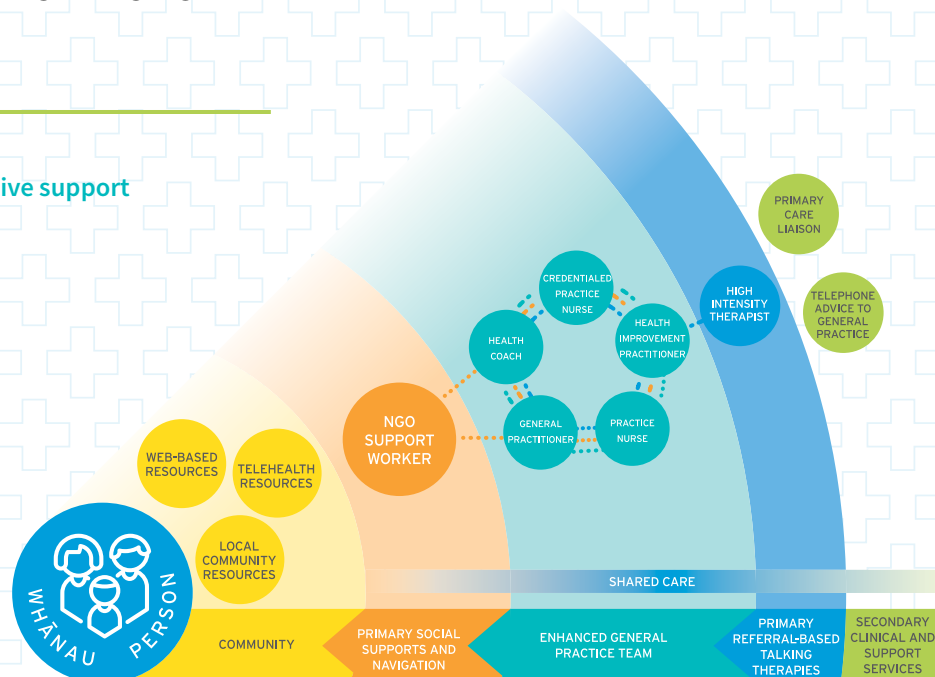 ive support
PRIMARY
CARE
LIAISON
TELEPHONE
ADVICE TO
GENERAL
PRACTICE
HIGH
INTENSITY
THERAPIST
CREDENTIALED
PRACTICE
NURSE
HEALTH
IMPROVEMENT
PRACTITIONER
HEALTH
COACH
GENERAL
PRACTITIONER
PRACTICE
NURSE
NGO
SUPPORT
WORKER
WEB-BASED
RESOURCES
TELEHEALTH
RESOURCES
LOCAL
COMMUNITY
RESOURCES
WHĀNAU
PERSON
SHARED CARE
COMMUNITY
PRIMARY SOCIAL
SUPPORTS AND
NAVIGATION
ENHANCED GENERAL
PRACTICE TEAM
PRIMARY
REFERRAL-BASED
TALKING
THERAPIES
SECONDARY
CLINICAL AND
SUPPORT
SERVICES